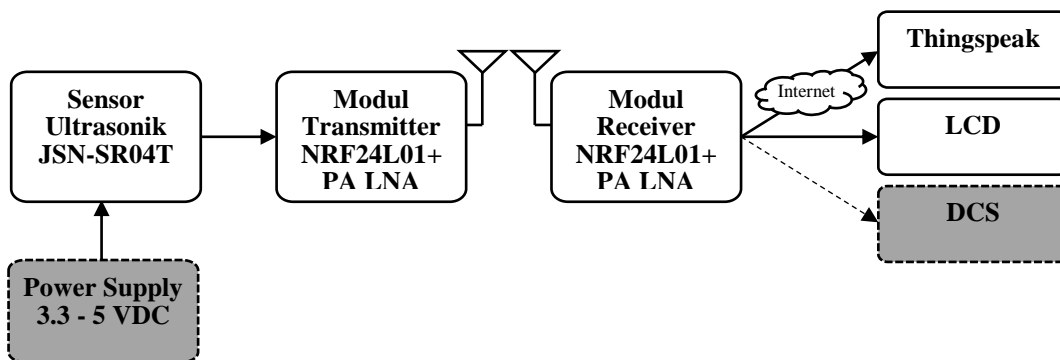 Sensor
Ultrasonik
JSN-SR04T
Modul
Transmitter
NRF24L01+
PA LNA
Modul
Receiver
NRF24L01+
PA LNA
Internet
Thingspeak
LCD
DCS
Power Supply
3.3 - 5 VDC